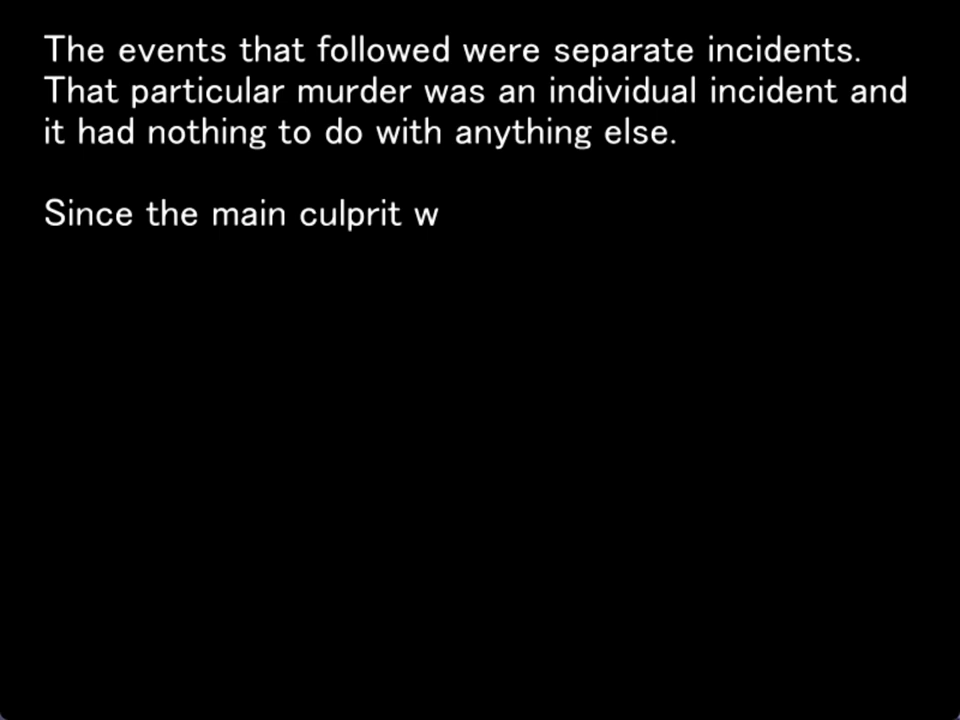 The events that followed were separate incidents.
That particular murder was an individual incident and
it had nothing to do with anything else.
Since the main culprit w